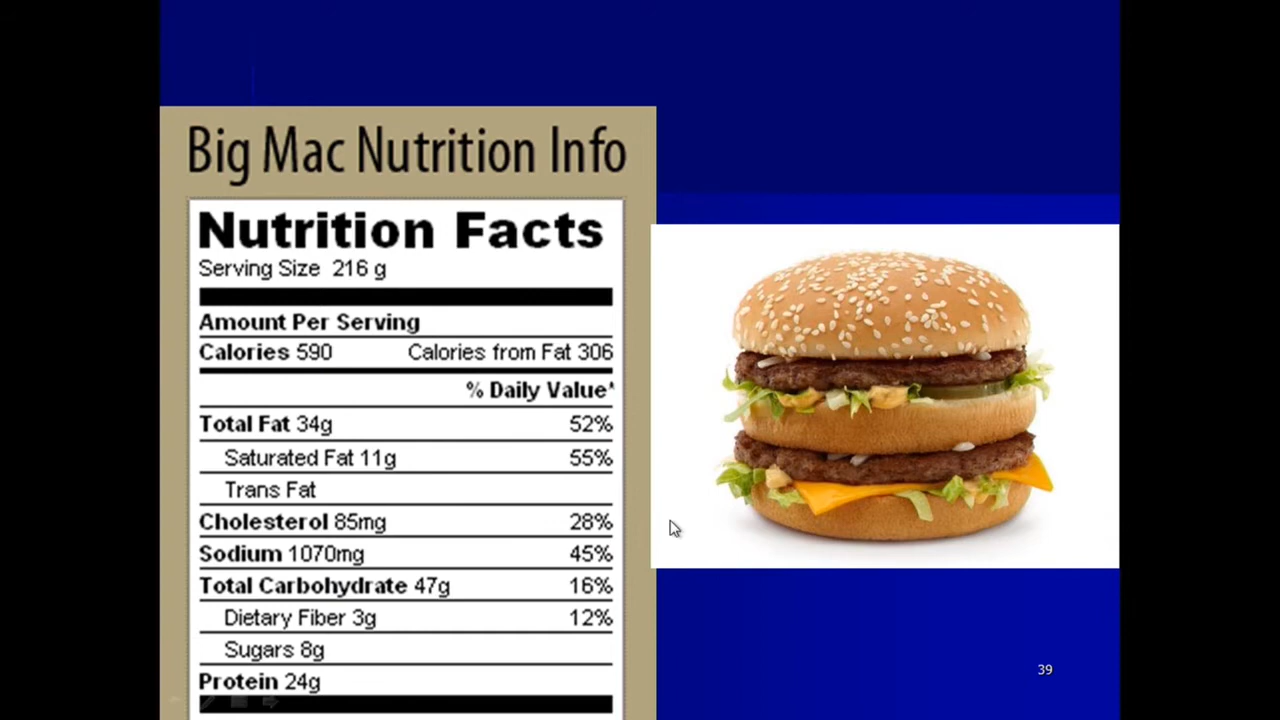 Big Mac Nutrition Info
Nutrition Facts
Serving Size 216 g
Amount Per Serving
Calories 590 Calories from Fat 306
% Daily Value*
Total Fat 34g 52%
Saturated Fat 11g 55%
Trans Fat
Cholesterol 85mg 28%
Sodium 1070mg 45%
Total Carbohydrate 47g 16%
Dietary Fiber 3g 12%
Sugars 8g
Protein 24g
39